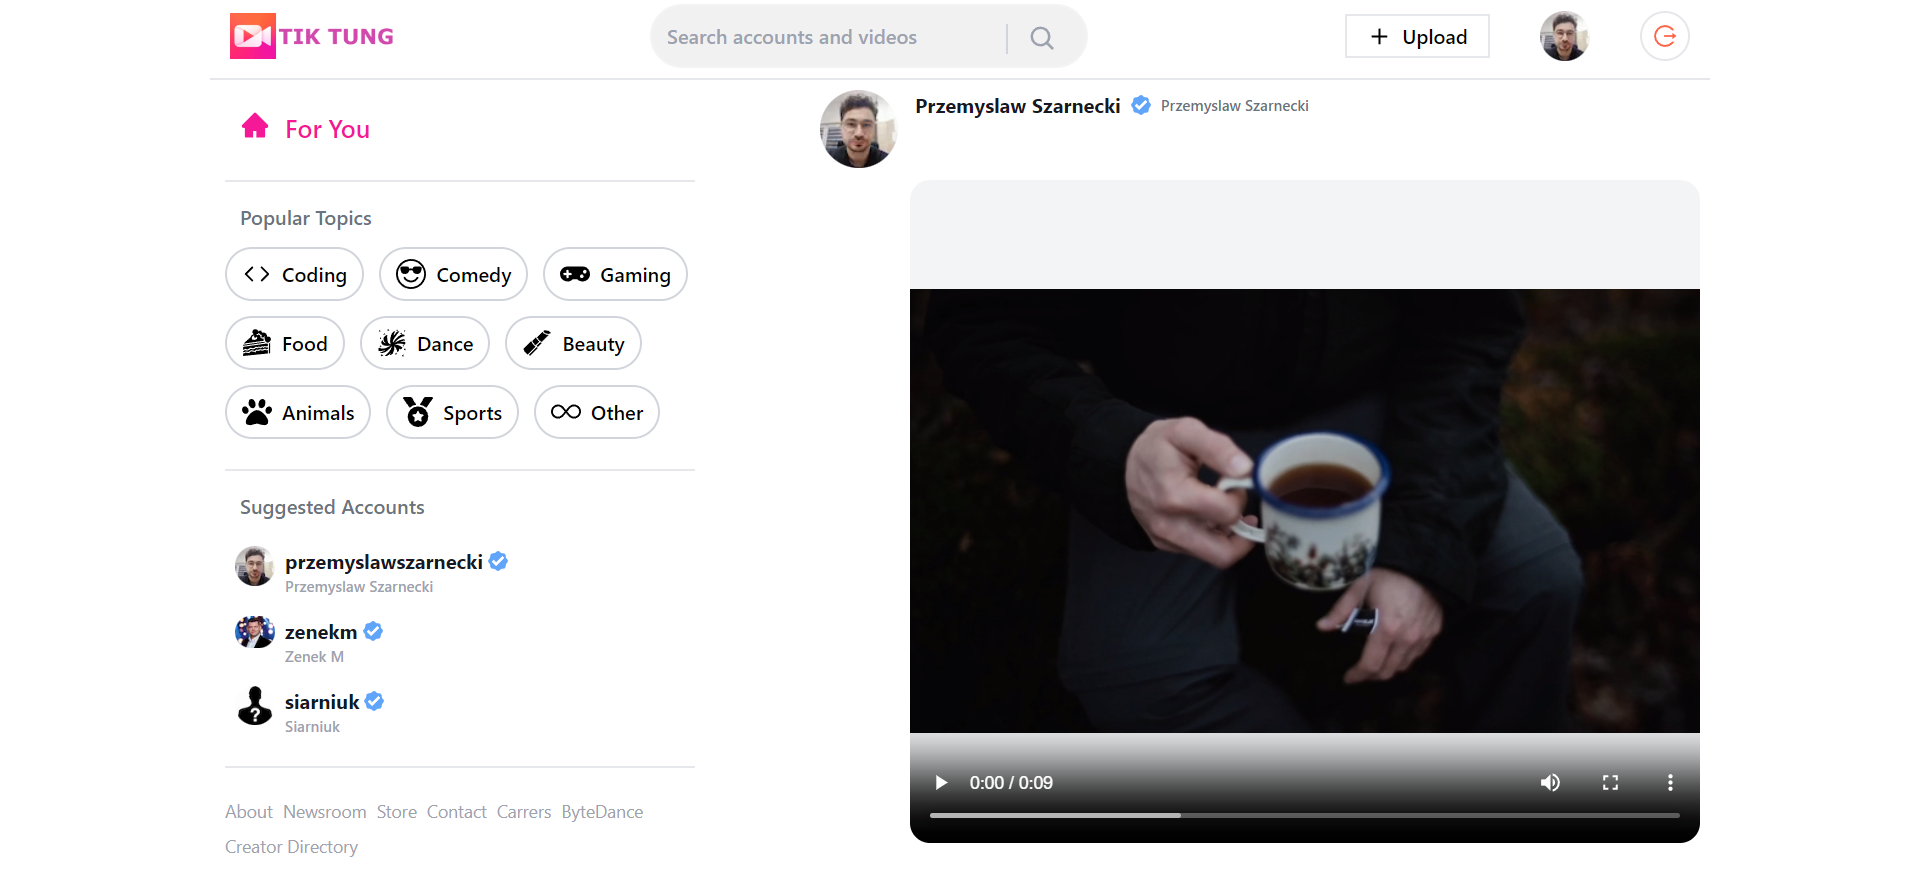 TIK TUNG
Search accounts and videos
Upload
For You
Popular Topics
Coding
Comedy
Gaming
Food
Dance
Beauty
Animals
Sports
Other
Suggested Accounts
przemyslawszarnecki
Przemyslaw Szarnecki
zenekm
Zenek M
siarniuk
Siarniuk
About Newsroom Store Contact Carrers ByteDance
Creator Directory
Przemyslaw Szarnecki Przemyslaw Szarnecki
0:00 / 0:09